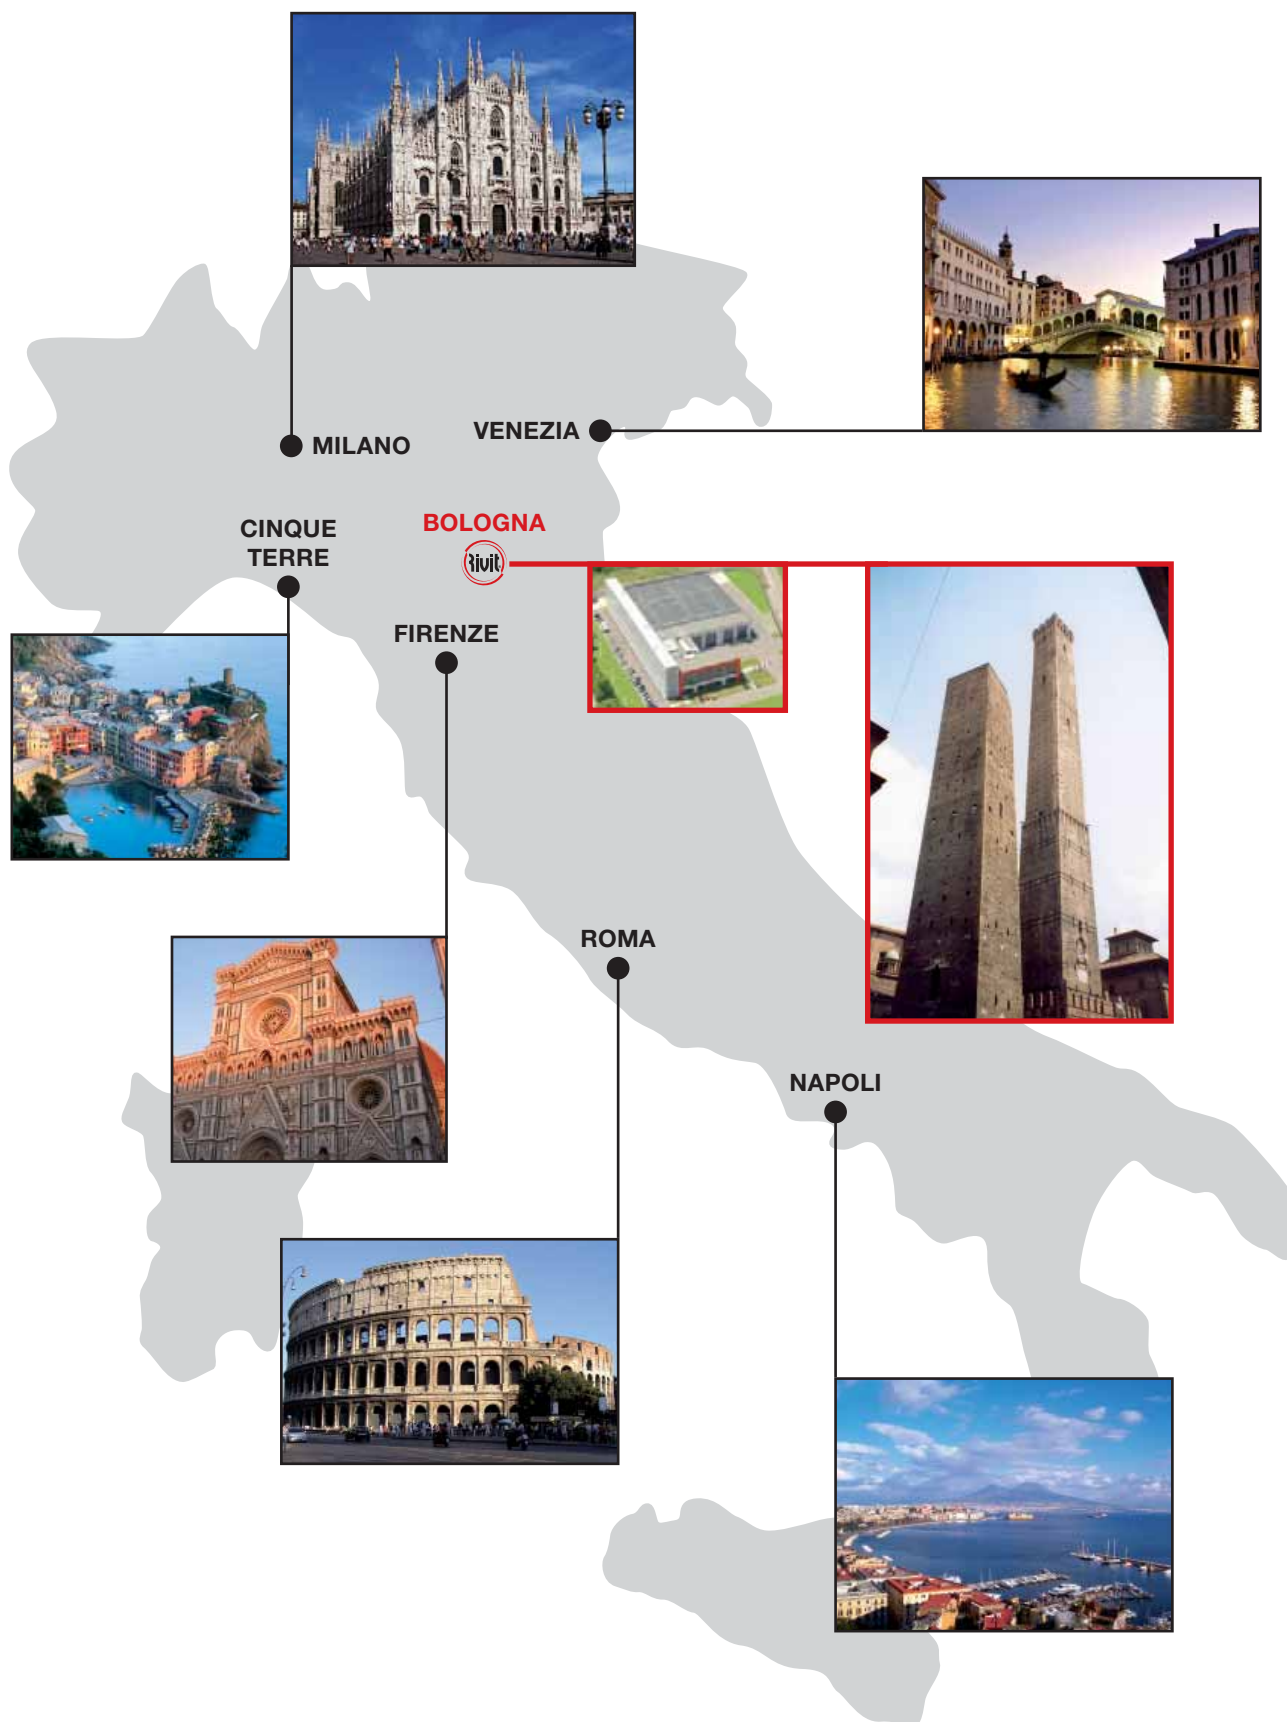 MILANO
VENEZIA
CINQUE
TERRE
BOLOGNA
Rivit
FIRENZE
ROMA
NAPOLI